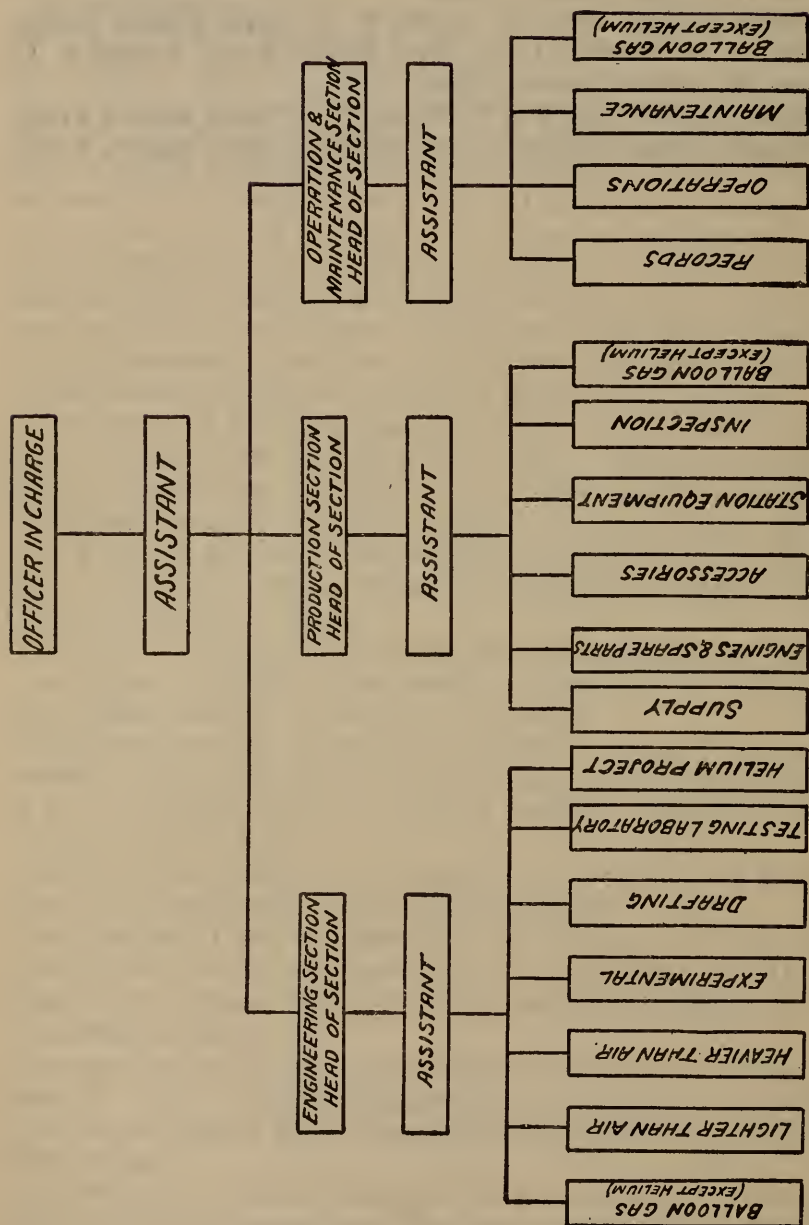 OFFICER IN CHARGE
ASSISTANT
ENGINEERING SECTION
HEAD OF SECTION
ASSISTANT
BALLOON GAS
(EXCEPT HELIUM)
LIGHTER THAN AIR
HEAVIER THAN AIR
EXPERIMENTAL
DRAFTING
TESTING LABORATORY
HELIUM PROJECT
PRODUCTION SECTION
HEAD OF SECTION
ASSISTANT
SUPPLY
ENGINES & SPARE PARTS
ACCESSORIES
STATION EQUIPMENT
INSPECTION
BALLOON GAS
(EXCEPT HELIUM)
OPERATION &
MAINTENANCE SECTION
HEAD OF SECTION
ASSISTANT
RECORDS
OPERATIONS
MAINTENANCE
BALLOON GAS
(EXCEPT HELIUM)